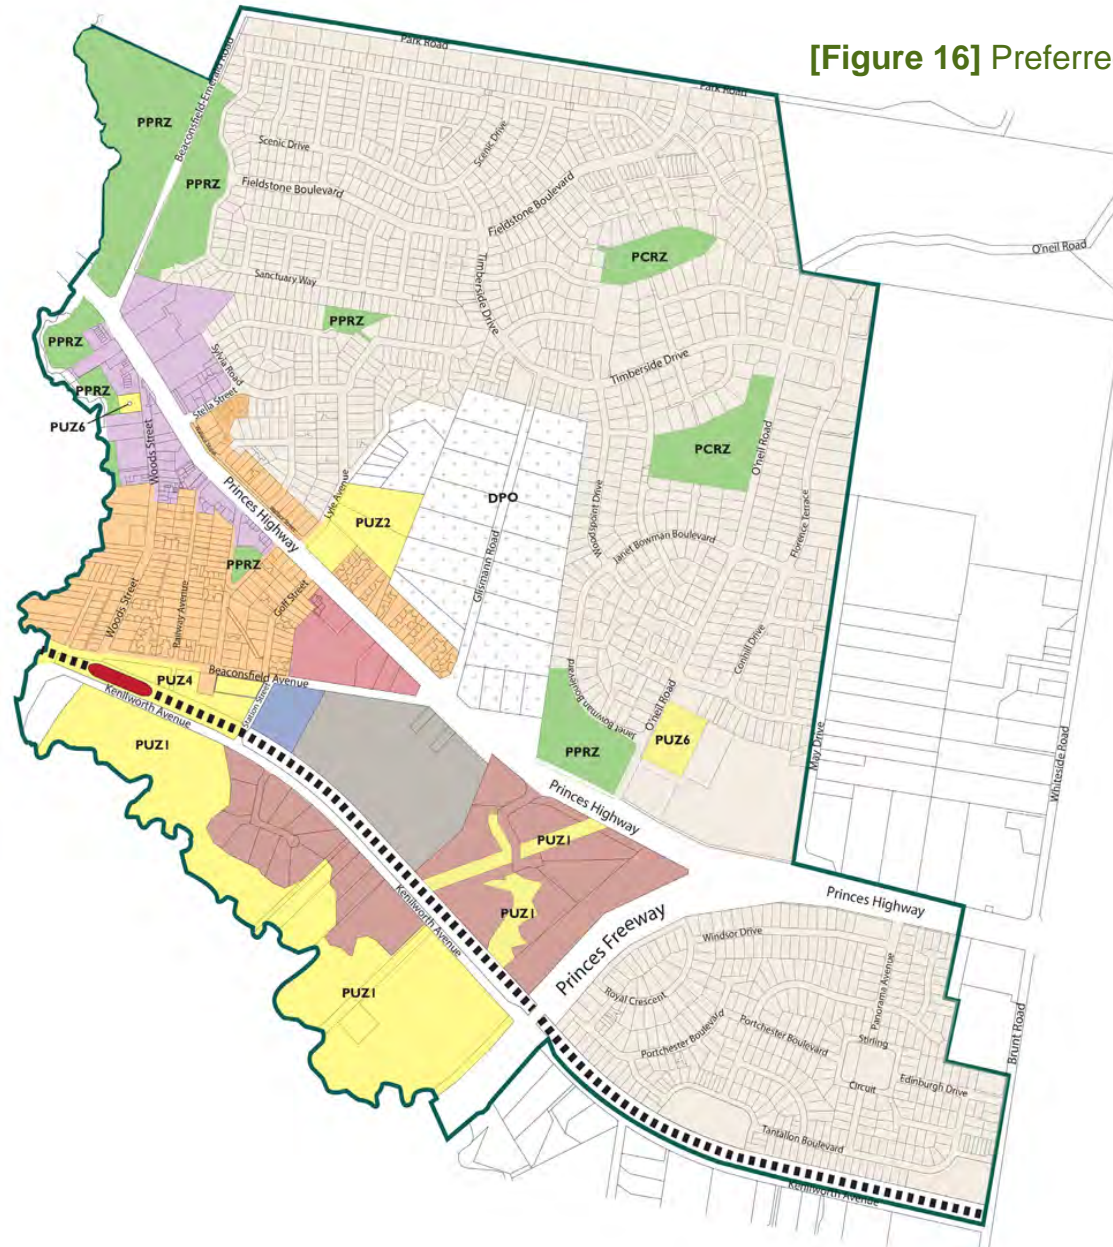 [Figure 16] Preferre
Park Road
Park Road
Beaconsfield-Emerald Road
PPRZ
Scenic Drive
Scenic Drive
PPRZ
Fieldstone Boulevard
Fieldstone Boulevard
O'neil Road
PCRZ
Sanctuary Way
Timberside Drive
PPRZ
PPRZ
Sylvia Road
Timberside Drive
PPRZ
Stella Street
PUZ6
Woods Street
PCRZ
O'neil Road
Princes Highway
Lyle Avenue
DPO
PUZ2
Woodspoint Drive
Florence Terrace
Janet Bowman Boulevard
Glismann Road
PPRZ
Golf Street
Woods Street
Railway Avenue
Conhill Drive
Beaconsfield Avenue
PUZ4
Kenilworth Avenue
Station Street
Janet Bowman Boulevard
O'neil Road
PUZ1
PPRZ
PUZ6
May Drive
Whiteside Road
Princes Highway
PUZ1
Kenilworth Avenue
PUZ1
Princes Highway
Princes Freeway
Windsor Drive
Panorama Avenue
PUZ1
Royal Crescent
Portchester Boulevard
Portchester Boulevard
Stirling
Circuit
Edinburgh Drive
Brunt Road
Tantallon Boulevard
Kenilworth Avenue